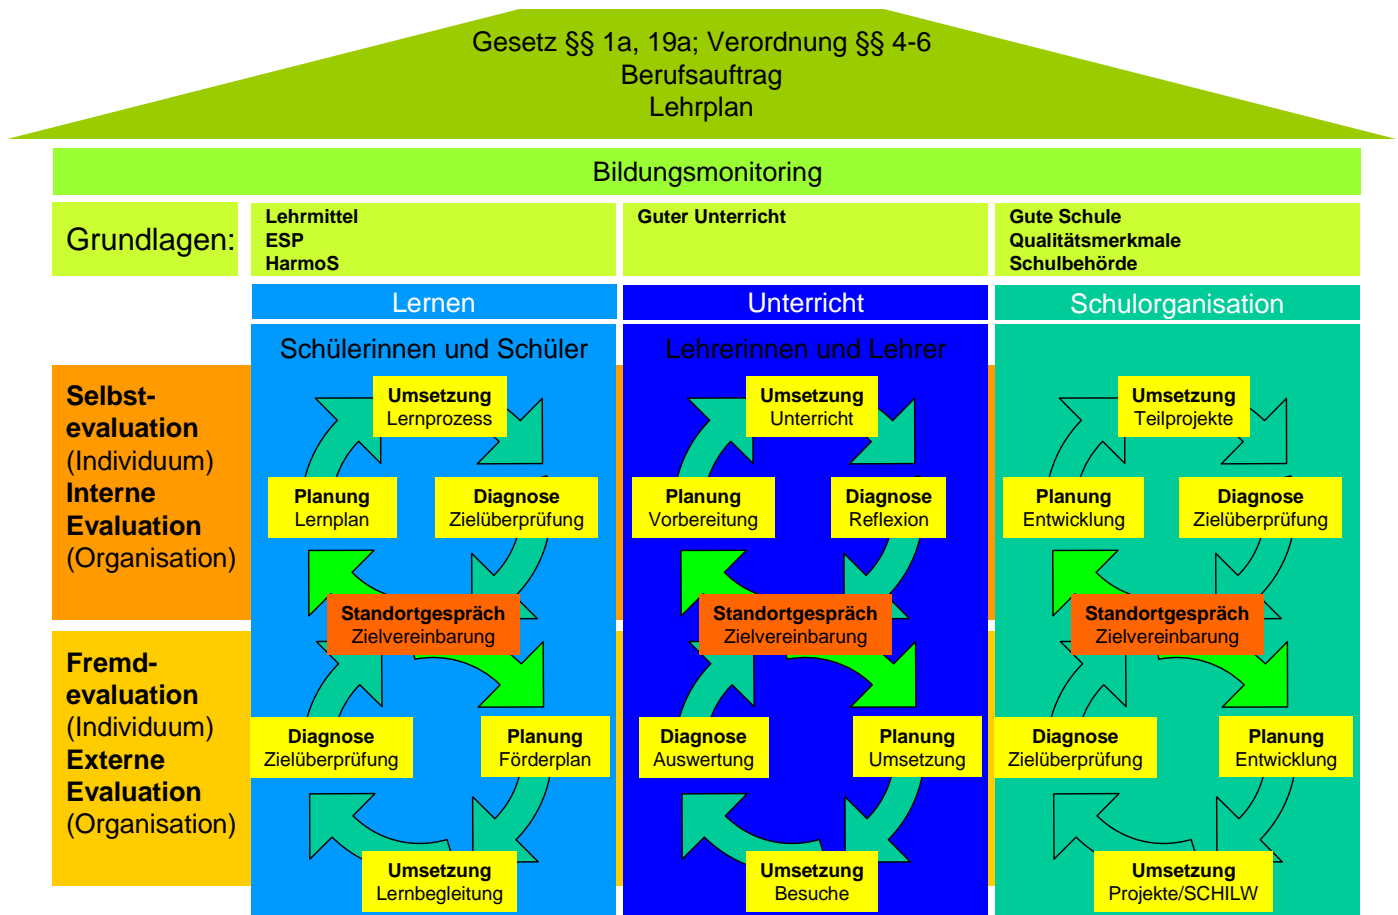 Gesetz §§ 1a, 19a; Verordnung §§ 4-6
Berufsauftrag
Lehrplan
Bildungsmonitoring
Grundlagen:
Lehrmittel
ESP
HarmoS
Guter Unterricht
Gute Schule
Qualitätsmerkmale
Schulbehörde
Lernen
Unterricht
Schulorganisation
Schülerinnen und Schüler
Lehrerinnen und Lehrer
Selbst-
evaluation
(Individuum)
Interne
Evaluation
(Organisation)
Umsetzung
Lernprozess
Planung
Lernplan
Diagnose
Zielüberprüfung
Standortgespräch
Zielvereinbarung
Umsetzung
Unterricht
Planung
Vorbereitung
Diagnose
Reflexion
Standortgespräch
Zielvereinbarung
Umsetzung
Teilprojekte
Planung
Entwicklung
Diagnose
Zielüberprüfung
Standortgespräch
Zielvereinbarung
Fremd-
evaluation
(Individuum)
Externe
Evaluation
(Organisation)
Diagnose
Zielüberprüfung
Planung
Förderplan
Umsetzung
Lernbegleitung
Diagnose
Auswertung
Planung
Umsetzung
Umsetzung
Besuche
Diagnose
Zielüberprüfung
Planung
Entwicklung
Umsetzung
Projekte/SCHILW